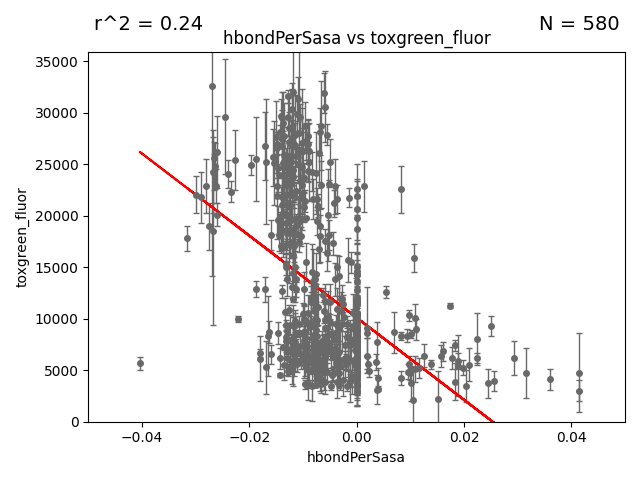 r^2 = 0.24
N = 580
hbondPerSasa vs toxgreen_fluor
toxgreen_fluor
35000
30000
25000
20000
15000
10000
5000
0
−0.04
−0.02
0.00
0.02
0.04
hbondPerSasa